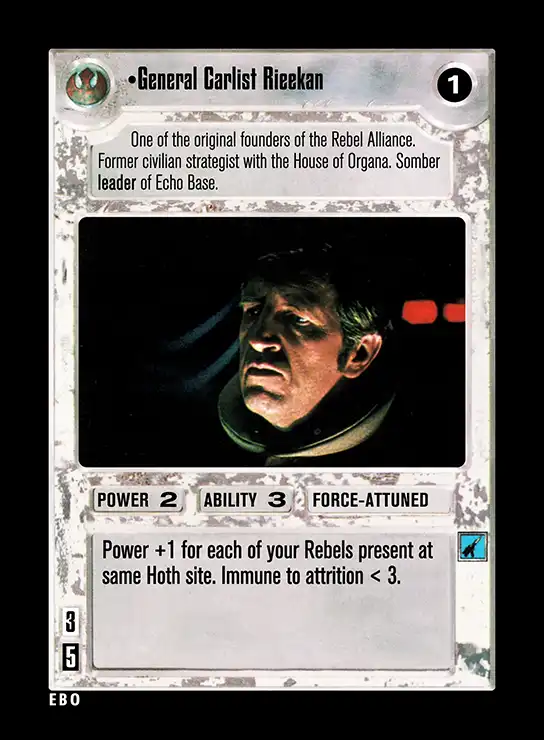 •General Carlist Rieekan
1
One of the original founders of the Rebel Alliance.
Former civilian strategist with the House of Organa. Somber
leader of Echo Base.
POWER 2 ABILITY 3 FORCE-ATTUNED
Power +1 for each of your Rebels present at
same Hoth site. Immune to attrition < 3.
3
5
EBO